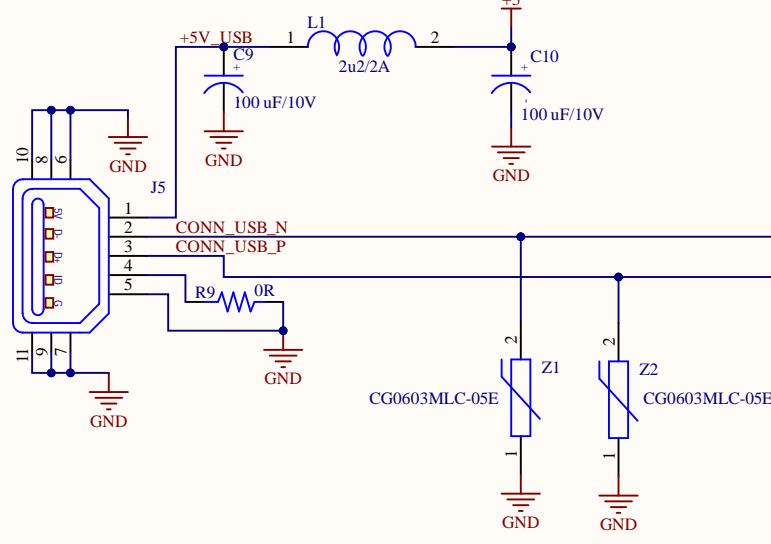 +5
L1
+5V_USB
1
2
C9
+
2u2/2A
C10
+
100 uF/10V
100 uF/10V
GND
GND
GND
10
8
6
J5
5V
D-
D+
ID
G
1
2
3
4
5
CONN_USB_N
CONN_USB_P
R9
0R
11
9
7
GND
GND
2
2
Z1
Z2
CG0603MLC-05E
CG0603MLC-05E
1
1
GND
GND